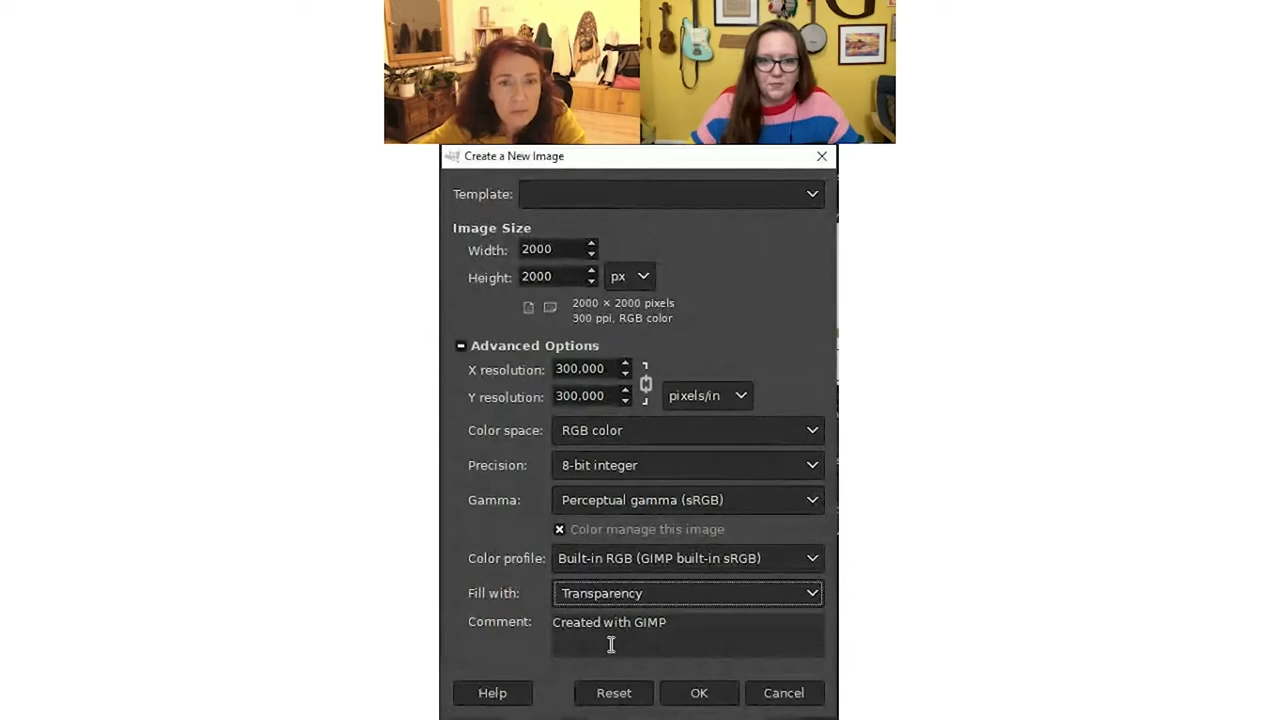 Create a New Image
Template:
Image Size
Width: 2000
Height: 2000 px
2000 × 2000 pixels
300 ppi, RGB color
Advanced Options
X resolution: 300,000
Y resolution: 300,000 pixels/in
Color space: RGB color
Precision: 8-bit integer
Gamma: Perceptual gamma (sRGB)
Color manage this image
Color profile: Built-in RGB (GIMP built-in sRGB)
Fill with: Transparency
Comment: Created with GIMP
Help Reset OK Cancel